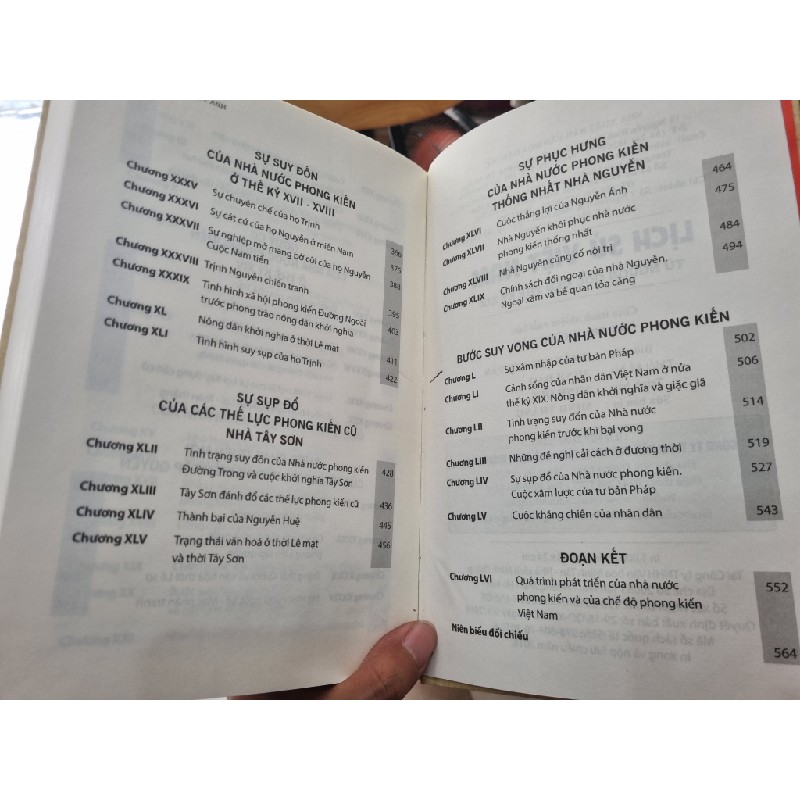 SỰ SUY ĐỐN
CỦA NHÀ NƯỚC PHONG KIẾN
Ở THẾ KỶ XVII - XVIII
Chương XXXV Sự chuyên chế của họ Trịnh
Chương XXXVI Sự cát cứ của họ Nguyễn ở miền Nam 366
Chương XXXVII Sự nghiệp mở mang bờ cõi của họ Nguyễn 375
Cuộc Nam tiến 383
Chương XXXVIII Trịnh Nguyễn chiến tranh
Chương XXXIX Tình hình xã hội phong kiến Đường Ngoài 395
trước phong trào nông dân khởi nghĩa 403
Chương XL Nông dân khởi nghĩa ở thời Lê mạt 411
Chương XLI Tình hình suy sụp của họ Trịnh 422
SỰ SỤP ĐỔ
CỦA CÁC THẾ LỰC PHONG KIẾN CŨ
NHÀ TÂY SƠN
Chương XLII Tình trạng suy đốn của Nhà nước phong kiến 428
Đường Trong và cuộc khởi nghĩa Tây Sơn
Chương XLIII Tây Sơn đánh đổ các thế lực phong kiến cũ 436
Chương XLIV Thành bại của Nguyễn Huệ 445
Chương XLV Trạng thái văn hoá ở thời Lê mạt 456
và thời Tây Sơn
SỰ PHỤC HƯNG
CỦA NHÀ NƯỚC PHONG KIẾN
THỐNG NHẤT NHÀ NGUYỄN
Chương XLVI Cuộc thắng lợi của Nguyễn Ánh 464
Chương XLVII Nhà Nguyễn khôi phục nhà nước 475
phong kiến thống nhất
Chương XLVIII Nhà Nguyễn củng cố nội trị 484
Chương XLIX Chính sách đối ngoại của nhà Nguyễn. 494
Ngoại xâm và bế quan tỏa cảng
BƯỚC SUY VONG CỦA NHÀ NƯỚC PHONG KIẾN
Chương L Sự xâm nhập của tư bản Pháp 502
Chương LI Cảnh sống của nhân dân Việt Nam ở nửa 506
thế kỷ XIX. Nông dân khởi nghĩa và giặc giã
Chương LII Tình trạng suy đốn của Nhà nước 514
phong kiến trước khi bại vong
Chương LIII Những đề nghị cải cách ở đương thời 519
Chương LIV Sự sụp đổ của Nhà nước phong kiến. 527
Cuộc xâm lược của tư bản Pháp
Chương LV Cuộc kháng chiến của nhân dân 543
ĐOẠN KẾT
Chương LVI Quá trình phát triển của nhà nước 552
phong kiến và của chế độ phong kiến
Việt Nam
Niên biểu đối chiếu 564